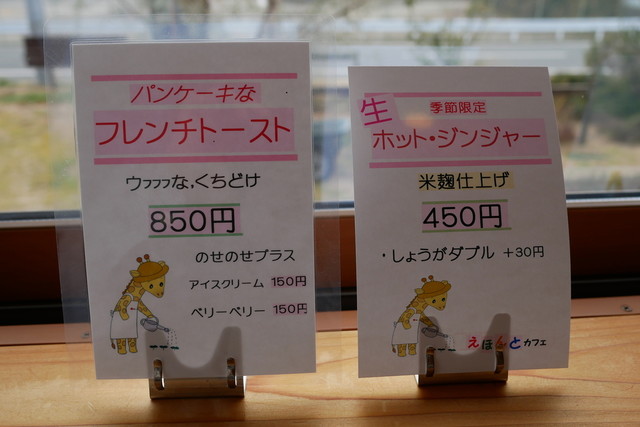 パンケーキな
フレンチトースト
ウフフフな、くちどけ
850円
のせのせプラス
アイスクリーム 150円
ベリーベリー 150円
生
季節限定
ホット・ジンジャー
米麹仕上げ
450円
・しょうがダブル +30円
えほんとカフェ